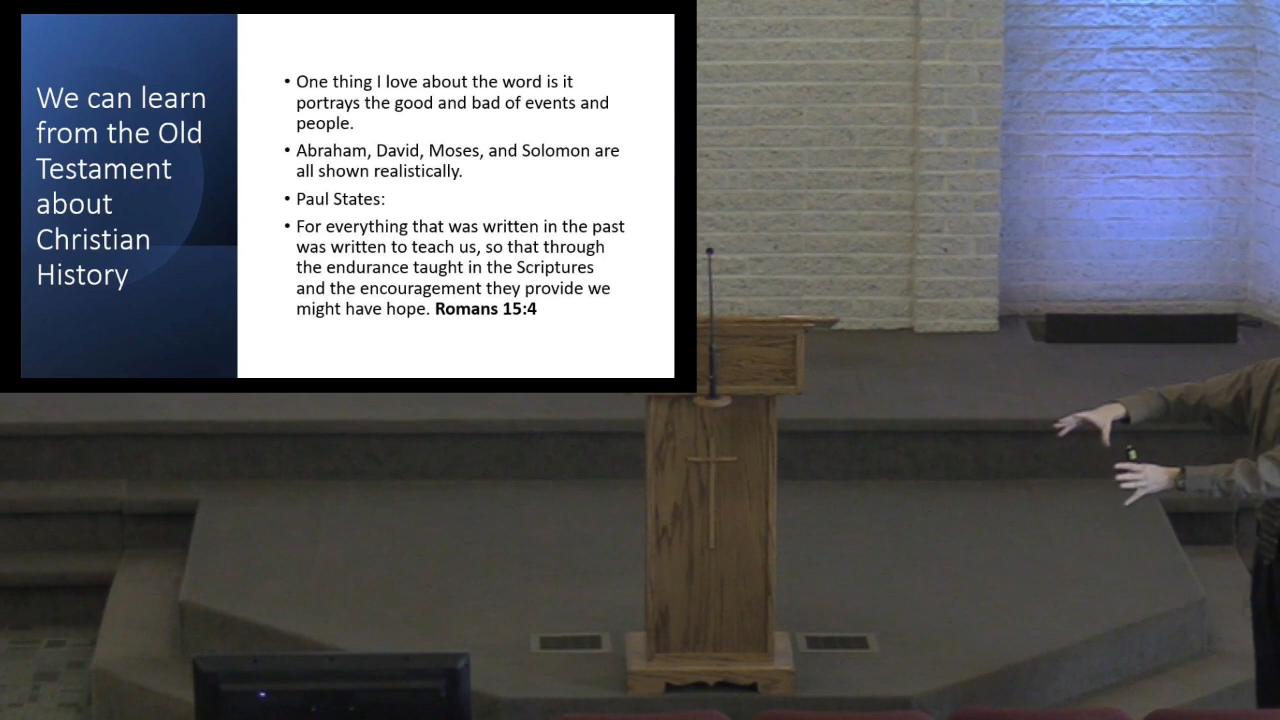 We can learn
from the Old
Testament
about
Christian
History
• One thing I love about the word is it
portrays the good and bad of events and
people.
• Abraham, David, Moses, and Solomon are
all shown realistically.
• Paul States:
• For everything that was written in the past
was written to teach us, so that through
the endurance taught in the Scriptures
and the encouragement they provide we
might have hope. Romans 15:4